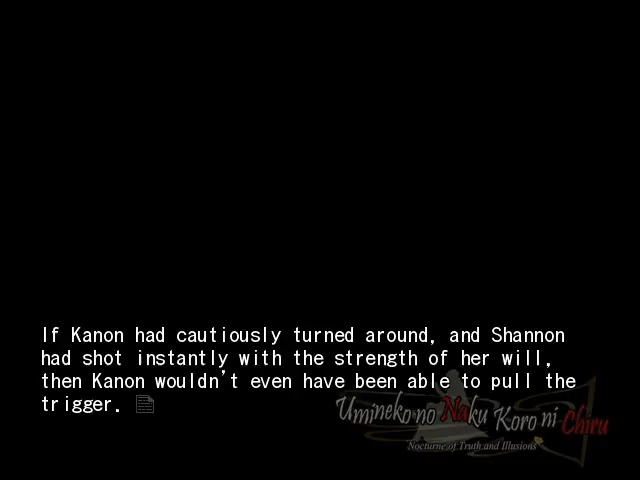 If Kanon had cautiously turned around, and Shannon
had shot instantly with the strength of her will,
then Kanon wouldn't even have been able to pull the
trigger.
Umineko no Naku Koro ni Chiru
Nocturne of Truth and Illusions